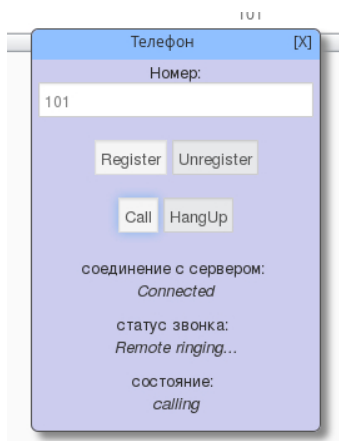 101
Телефон [X]
Номер:
101
Register Unregister
Call HangUp
соединение с сервером:
Connected
статус звонка:
Remote ringing...
состояние:
calling